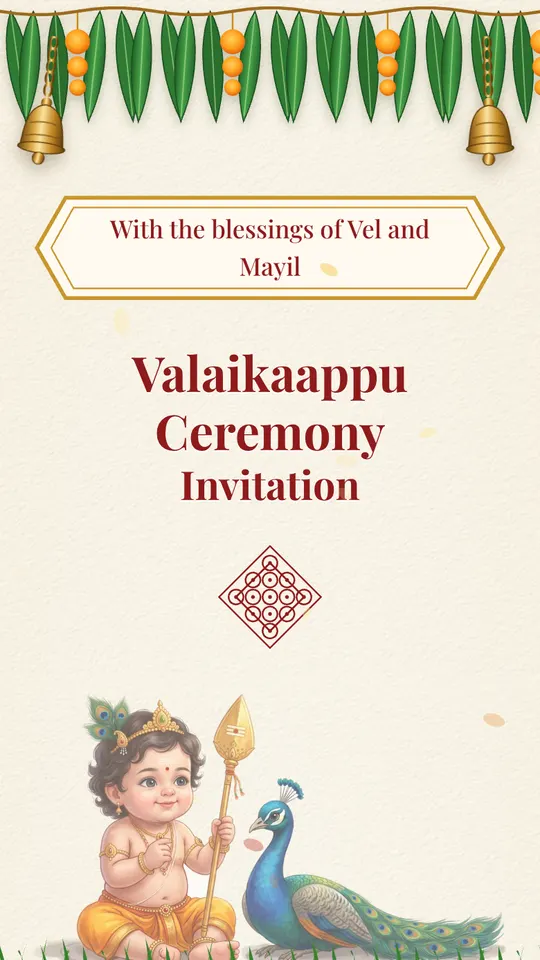 With the blessings of Vel and
Mayil
Valaikaappu
Ceremony
Invitation